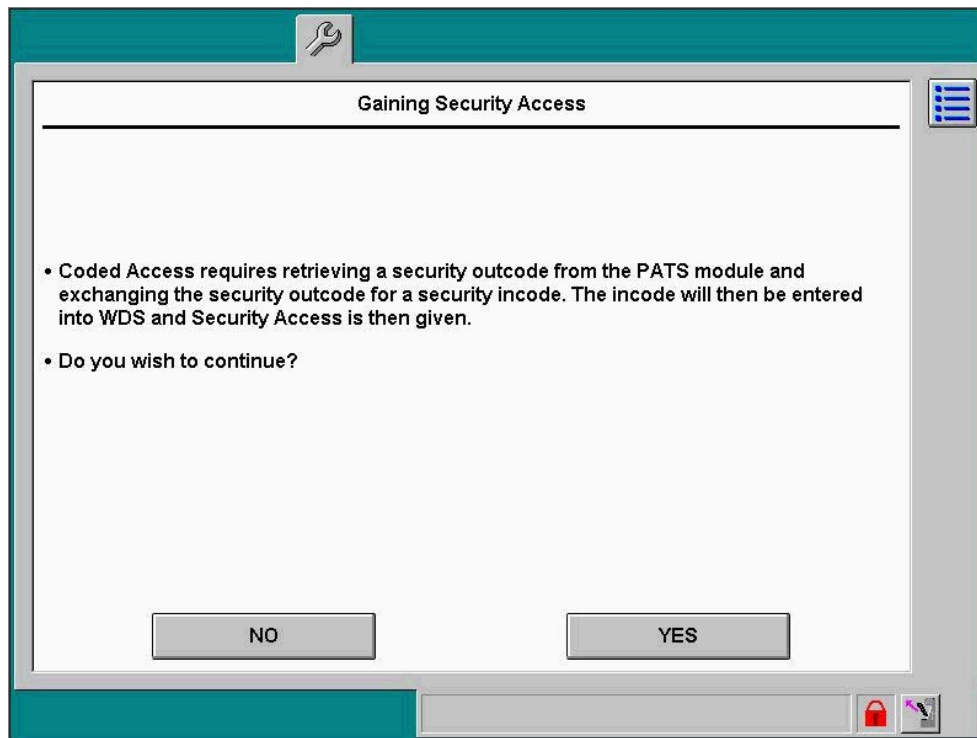 Gaining Security Access
• Coded Access requires retrieving a security outcode from the PATS module and
exchanging the security outcode for a security incode. The incode will then be entered
into WDS and Security Access is then given.
• Do you wish to continue?
NO
YES